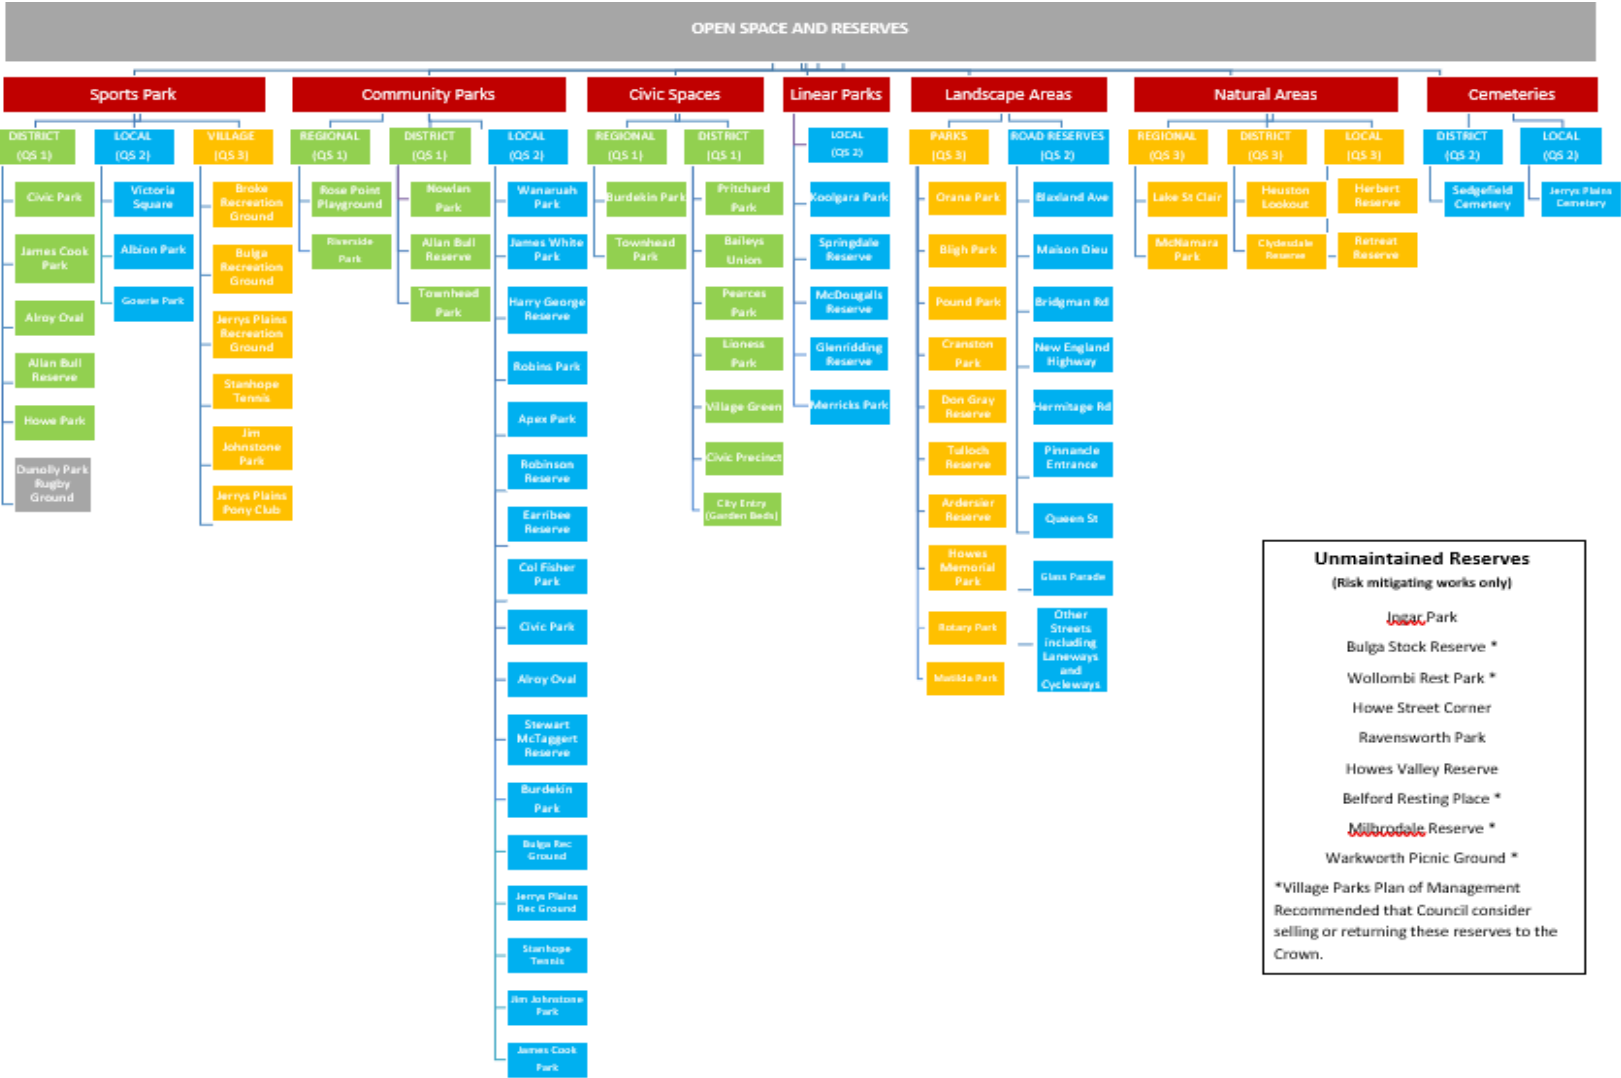 OPEN SPACE AND RESERVES
Sports Park
Community Parks
Civic Spaces
Linear Parks
Landscape Areas
Natural Areas
Cemeteries
DISTRICT
(QS 1)
Civic Park
James Cook
Park
Alroy Oval
Allan Bull
Reserve
Howe Park
Dunolly Park
Rugby
Ground
LOCAL
(QS 2)
Victoria
Square
Albion Park
Gowrie Park
VILLAGE
(QS 3)
Broke
Recreation
Ground
Bulga
Recreation
Ground
Jerrys Plains
Recreation
Ground
Stanhope
Tennis
Jim
Johnstone
Park
Jerrys Plains
Pony Club
REGIONAL
(QS 1)
Rose Point
Playground
Riverside
Park
DISTRICT
(QS 1)
Nowlan
Park
Allan Bull
Reserve
Townhead
Park
LOCAL
(QS 2)
Wanaruah
Park
James White
Park
Harry George
Reserve
Robins Park
Apex Park
Robinson
Reserve
Earribee
Reserve
Col Fisher
Park
Civic Park
Alroy Oval
Stewart
McTaggert
Reserve
Burdekin
Park
Bulga Rec
Ground
Jerrys Plains
Rec Ground
Stanhope
Tennis
Jim Johnstone
Park
James Cook
Park
REGIONAL
(QS 1)
Burdekin Park
Townhead
Park
DISTRICT
(QS 1)
Pritchard
Park
Baileys
Union
Pearces
Park
Lioness
Park
Village Green
Civic Precinct
City Entry
(Garden Beds)
LOCAL
(QS 2)
Koolgara Park
Springdale
Reserve
McDougalls
Reserve
Glenridding
Reserve
Merricks Park
PARKS
(QS 3)
Orana Park
Bligh Park
Pound Park
Cranston
Park
Don Gray
Reserve
Tulloch
Reserve
Ardersier
Reserve
Howes
Memorial
Park
Rotary Park
Matilda Park
ROAD RESERVES
(QS 2)
Blaxland Ave
Maison Dieu
Bridgman Rd
New England
Highway
Hermitage Rd
Pinnancle
Entrance
Queen St
Glass Parade
Other
Streets
including
Laneways
and
Cycleways
REGIONAL
(QS 3)
Lake St Clair
McNamara
Park
DISTRICT
(QS 3)
Heuston
Lookout
Clydesdale
Reserve
LOCAL
(QS 3)
Herbert
Reserve
Retreat
Reserve
DISTRICT
(QS 2)
Sedgefield
Cemetery
LOCAL
(QS 2)
Jerrys Plains
Cemetery
Unmaintained Reserves
(Risk mitigating works only)
Park
Bulga Stock Reserve *
Wollombi Rest Park *
Howe Street Corner
Ravensworth Park
Howes Valley Reserve
Belford Resting Place *
Milbrodale Reserve *
Warkworth Picnic Ground *
*Village Parks Plan of Management
Recommended that Council consider
selling or returning these reserves to the
Crown.